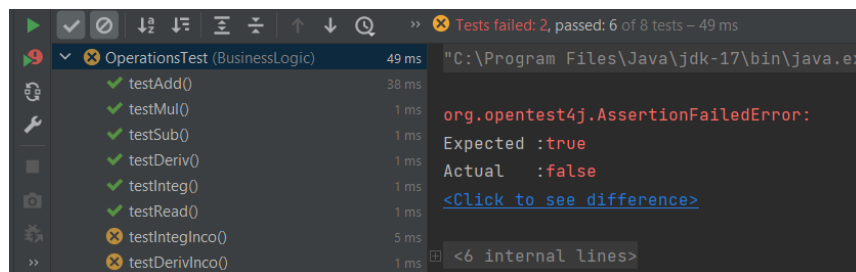 Tests failed: 2, passed: 6 of 8 tests – 49 ms
OperationsTest (BusinessLogic) 49 ms
testAdd() 38 ms
testMul() 1 ms
testSub() 1 ms
testDeriv() 1 ms
testInteg() 1 ms
testRead() 1 ms
testIntegInco() 5 ms
testDerivInco() 1 ms
"C:\Program Files\Java\jdk-17\bin\java.ex
org.opentest4j.AssertionFailedError:
Expected :true
Actual :false
<Click to see difference>
<6 internal lines>